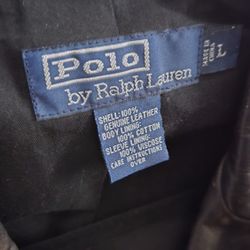 Polo
by Ralph Lauren
MADE IN
CHINA
L
SHELL: 100%
GENUINE LEATHER
BODY LINING:
100% COTTON
SLEEVE LINING:
100% VISCOSE
CARE INSTRUCTIONS
OVER